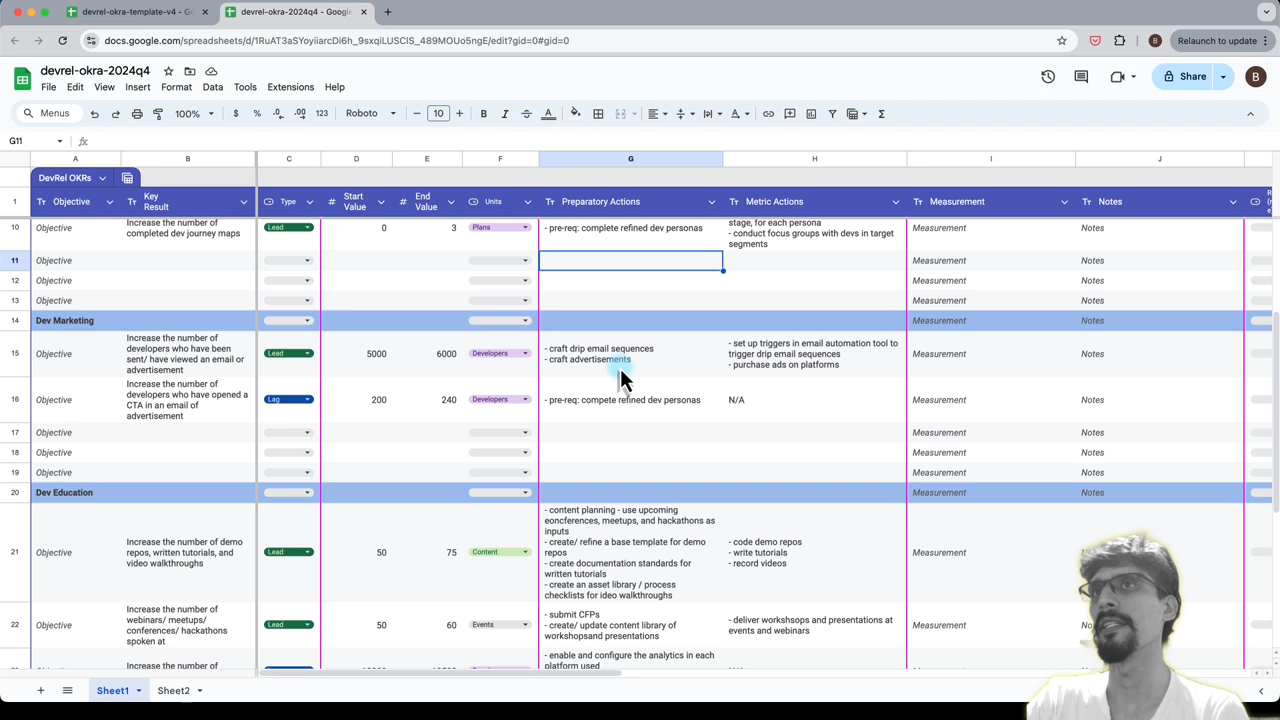 devrel-okra-template-v4 - Google
devrel-okra-2024q4 - Google
docs.google.com/spreadsheets/d/1RuAT3aSYoyiiarcDi6h_9sxqiLUSCIS_489MOUo5ngE/edit?gid=0#gid=0
B
Relaunch to update
devrel-okra-2024q4
File Edit View Insert Format Data Tools Extensions Help
Share
B
Menus
100%
$ % .0 .00 123
Roboto
10
B I A
G11
fx
A B C D E F G H I J
DevRel OKRs
1 Objective Key Result Type Start Value End Value Units Preparatory Actions Metric Actions Measurement Notes
10 Objective
Increase the number of
completed dev journey maps
Lead 0 3 Plans
- pre-req: complete refined dev personas
stage, for each persona
- conduct focus groups with devs in target
segments
Measurement Notes
11 Objective Measurement Notes
12 Objective Measurement Notes
13 Objective Measurement Notes
14 Dev Marketing
15 Objective
Increase the number of
developers who have been
sent/ have viewed an email or
advertisement
Lead 5000 6000 Developers
- craft drip email sequences
- craft advertisements
- set up triggers in email automation tool to
trigger drip email sequences
- purchase ads on platforms
Measurement Notes
16 Objective
Increase the number of
developers who have opened a
CTA in an email of
advertisement
Lag 200 240 Developers
- pre-req: compete refined dev personas
N/A
Measurement Notes
17 Objective Measurement Notes
18 Objective Measurement Notes
19 Objective Measurement Notes
20 Dev Education Measurement Notes
21 Objective
Increase the number of demo
repos, written tutorials, and
video walkthroughs
Lead 50 75 Content
- content planning - use upcoming
eoncferences, meetups, and hackathons as
inputs
- create/ refine a base template for demo
repos
- create documentation standards for
written tutorials
- create an asset library / process
checklists for ideo walkthroughs
- code demo repos
- write tutorials
- record videos
Measurement
22 Objective
Increase the number of
webinars/ meetups/
conferences/ hackathons
spoken at
Lead 50 60 Events
- submit CFPs
- create/ update content library of
workshopsand presentations
- deliver workshsops and presentations at
events and webinars
Measurement
Increase the number of
- enable and configure the analytics in each
platform used
Sheet1
Sheet2